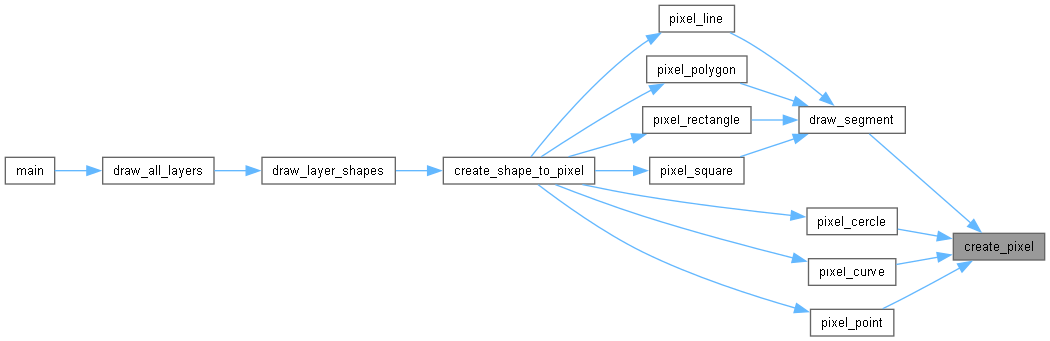 pixel_line
pixel_polygon
pixel_rectangle
draw_segment
main
draw_all_layers
draw_layer_shapes
create_shape_to_pixel
pixel_square
pixel_cercle
create_pixel
pixel_curve
pixel_point